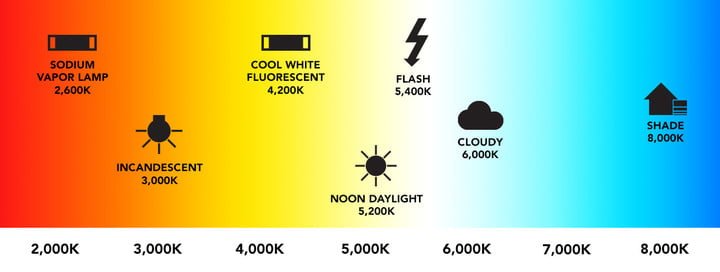 SODIUM
VAPOR LAMP
2,600K
COOL WHITE
FLUORESCENT
4,200K
FLASH
5,400K
INCANDESCENT
3,000K
NOON DAYLIGHT
5,200K
CLOUDY
6,000K
SHADE
8,000K
2,000K 3,000K 4,000K 5,000K 6,000K 7,000K 8,000K